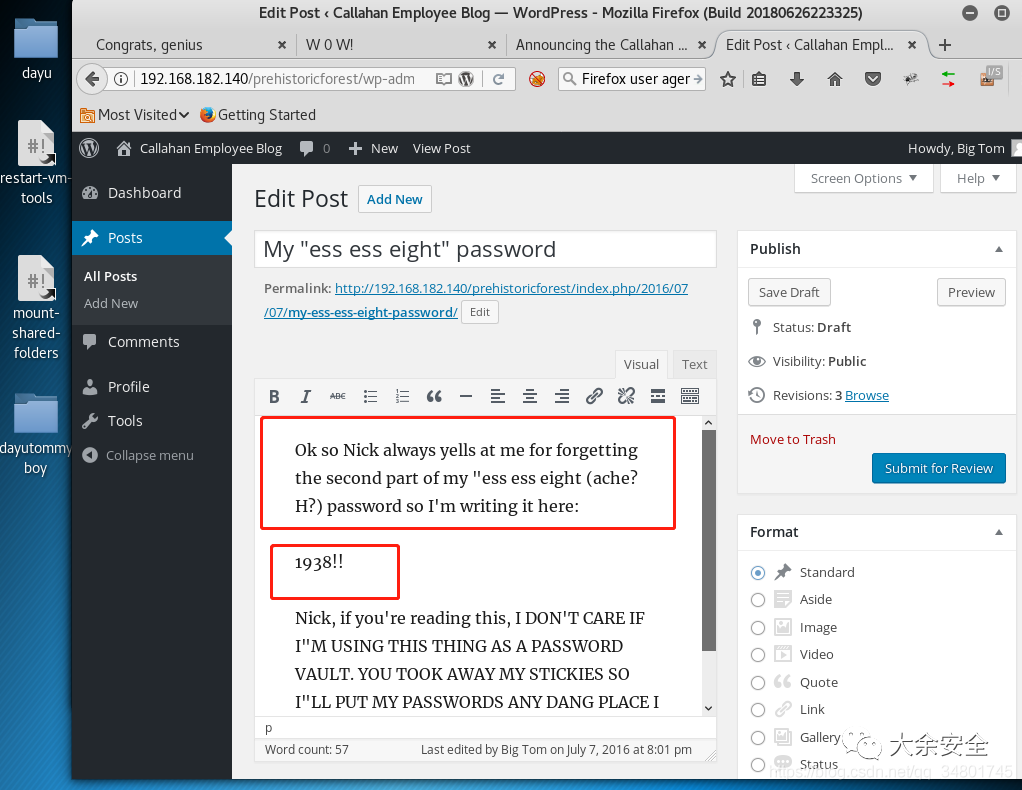 Edit Post ‹ Callahan Employee Blog — WordPress - Mozilla Firefox (Build 20180626223325)
dayu
#!
restart-vm-
tools
#!
mount-
shared-
folders
dayutommy
boy
Congrats, genius
W 0 W!
Announcing the Callahan ...
Edit Post ‹ Callahan Empl...
192.168.182.140/prehistoricforest/wp-adm
Firefox user ager
I/S
Most Visited
Getting Started
Callahan Employee Blog
0
New
View Post
Howdy, Big Tom
Dashboard
Posts
All Posts
Add New
Comments
Profile
Tools
Collapse menu
Screen Options
Help
Edit Post
Add New
My "ess ess eight" password
Permalink: http://192.168.182.140/prehistoricforest/index.php/2016/07
/07/my-ess-ess-eight-password/
Edit
Visual
Text
B I ABC
Ok so Nick always yells at me for forgetting
the second part of my "ess ess eight (ache?
H?) password so I'm writing it here:
1938!!
Nick, if you're reading this, I DON'T CARE IF
I"M USING THIS THING AS A PASSWORD
VAULT. YOU TOOK AWAY MY STICKIES SO
I"LL PUT MY PASSWORDS ANY DANG PLACE I
p
Word count: 57
Last edited by Big Tom on July 7, 2016 at 8:01 pm
Publish
Save Draft
Preview
Status: Draft
Visibility: Public
Revisions: 3 Browse
Move to Trash
Submit for Review
Format
Standard
Aside
Image
Video
Quote
Link
Gallery
Status
大余安全
https://blog.csdn.net/qq_34801745